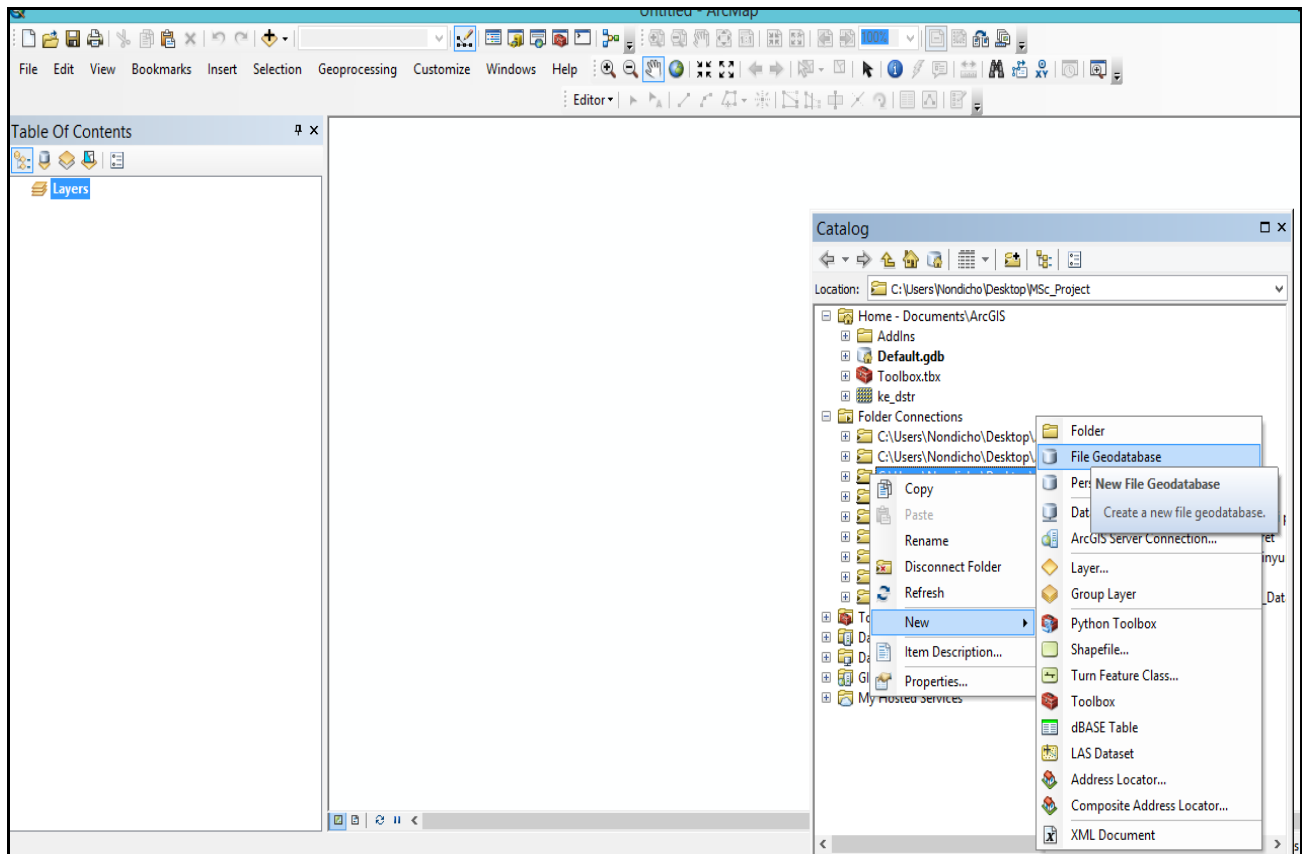 Untitled - ArcMap
100%
File Edit View Bookmarks Insert Selection Geoprocessing Customize Windows Help
Editor
Table Of Contents
Layers
Catalog
Location: C:\Users\Nondicho\Desktop\MSc_Project
Home - Documents\ArcGIS
AddIns
Default.gdb
Toolbox.tbx
ke_dstr
Folder Connections
C:\Users\Nondicho\Desktop\
C:\Users\Nondicho\Desktop\
Copy
Paste
Rename
Disconnect Folder
Refresh
New
Item Description...
Properties...
My Hosted Services
Folder
File Geodatabase
New File Geodatabase
Create a new file geodatabase.
ArcGIS Server Connection...
Layer...
Group Layer
Python Toolbox
Shapefile...
Turn Feature Class...
Toolbox
dBASE Table
LAS Dataset
Address Locator...
Composite Address Locator...
XML Document
inyu
_Dat